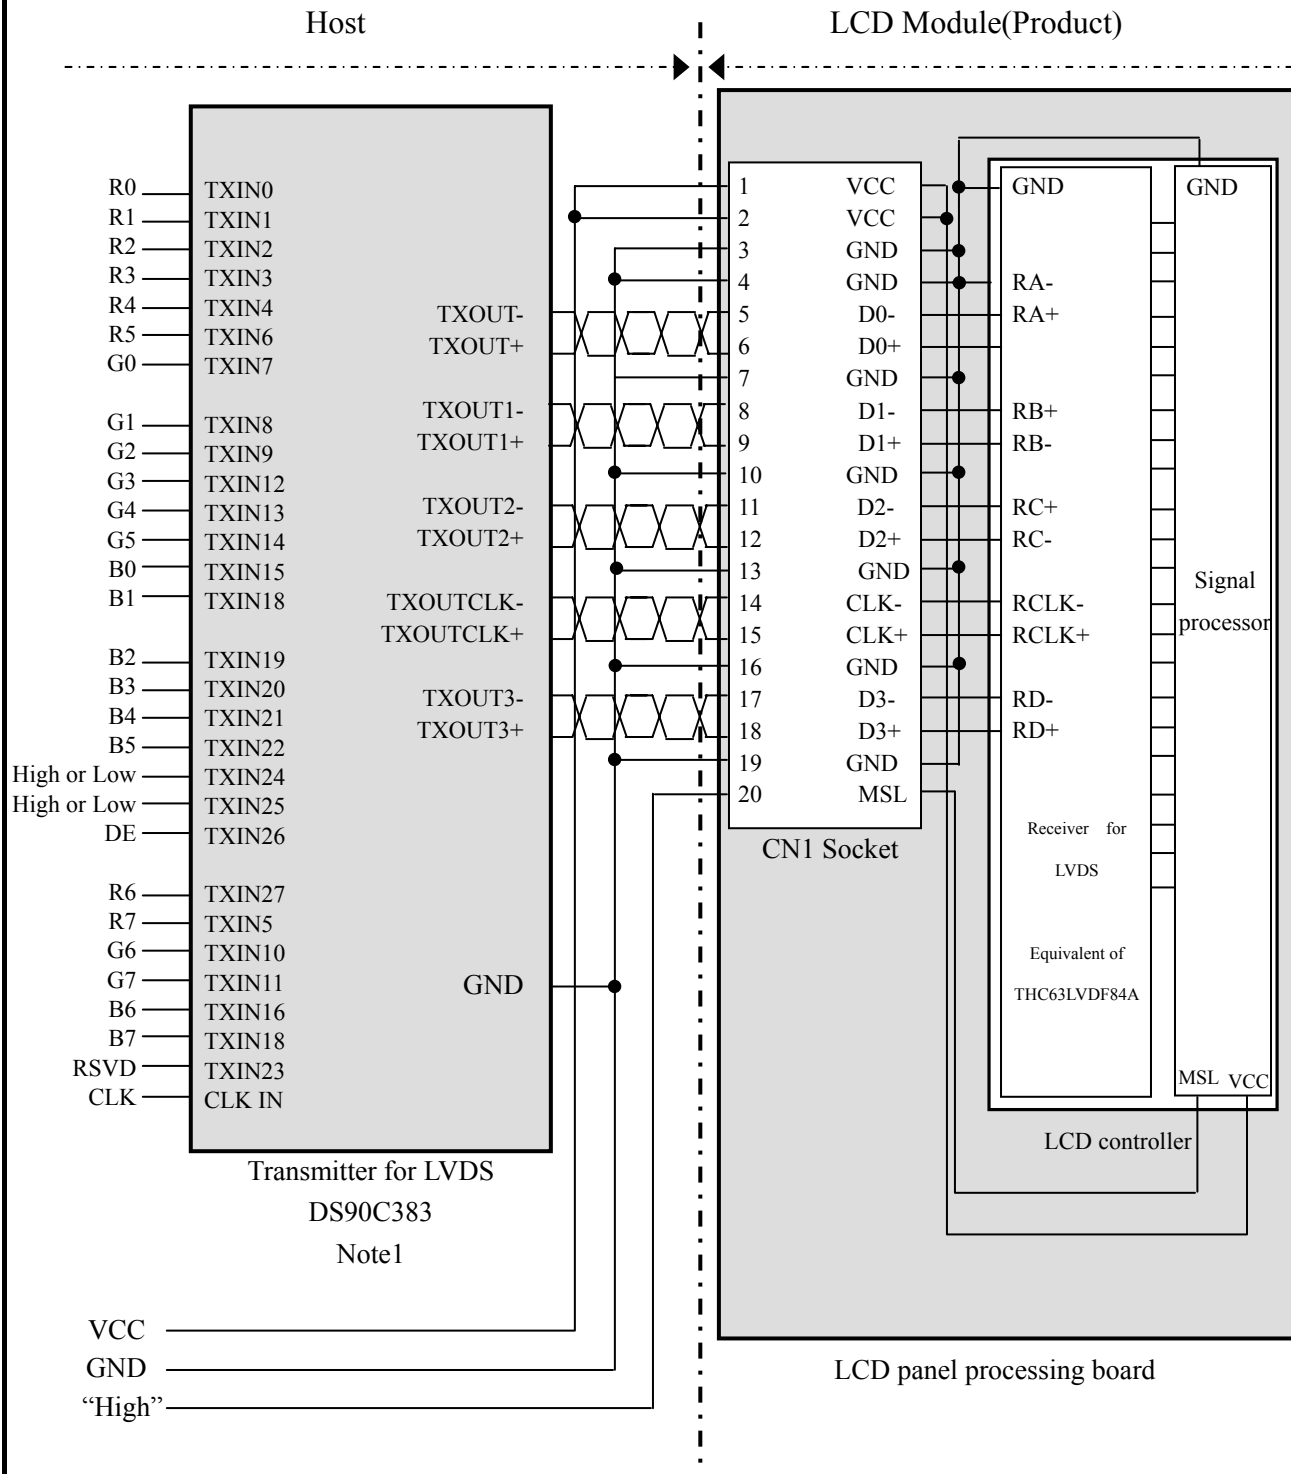 Host
LCD Module(Product)
R0 TXIN0
R1 TXIN1
R2 TXIN2
R3 TXIN3
R4 TXIN4
R5 TXIN6
G0 TXIN7
G1 TXIN8
G2 TXIN9
G3 TXIN12
G4 TXIN13
G5 TXIN14
B0 TXIN15
B1 TXIN18
B2 TXIN19
B3 TXIN20
B4 TXIN21
B5 TXIN22
High or Low TXIN24
High or Low TXIN25
DE TXIN26
R6 TXIN27
R7 TXIN5
G6 TXIN10
G7 TXIN11
B6 TXIN16
B7 TXIN18
RSVD TXIN23
CLK CLK IN
TXOUT-
TXOUT+
TXOUT1-
TXOUT1+
TXOUT2-
TXOUT2+
TXOUTCLK-
TXOUTCLK+
TXOUT3-
TXOUT3+
GND
Transmitter for LVDS
DS90C383
Note1
VCC
GND
“High”
1 VCC
2 VCC
3 GND
4 GND
5 D0-
6 D0+
7 GND
8 D1-
9 D1+
10 GND
11 D2-
12 D2+
13 GND
14 CLK-
15 CLK+
16 GND
17 D3-
18 D3+
19 GND
20 MSL
CN1 Socket
GND
RA-
RA+
RB+
RB-
RC+
RC-
RCLK-
RCLK+
RD-
RD+
Receiver for
LVDS
Equivalent of
THC63LVDF84A
GND
Signal
processor
MSL VCC
LCD controller
LCD panel processing board